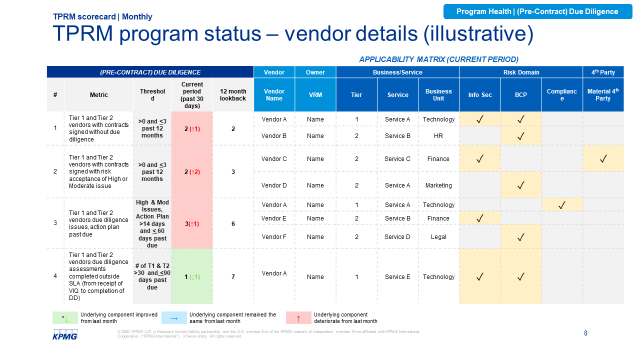 Program Health | (Pre-Contract) Due Diligence
TPRM scorecard | Monthly
TPRM program status – vendor details (illustrative)
APPLICABILITY MATRIX (CURRENT PERIOD)
(PRE-CONTRACT) DUE DILIGENCE Vendor Owner Business/Service Risk Domain 4th Party
# Metric Threshol d Current period (past 30 days) 12 month lookback Vendor Name VRM Tier Service Business Unit Info Sec BCP Complianc e Material 4th Party
1 Tier 1 and Tier 2 vendors with contracts signed without due diligence >0 and ≤3 past 12 months 2 (↑1) 2
Vendor A Name 1 Service A Technology ✓ ✓
Vendor B Name 2 Service B HR ✓
2 Tier 1 and Tier 2 vendors with contracts signed with risk acceptance of High or Moderate issue >0 and ≤3 past 12 months 2 (↑2) 3
Vendor C Name 2 Service C Finance ✓ ✓
Vendor D Name 2 Service A Marketing ✓
3 Tier 1 and Tier 2 vendors due diligence issues, action plan past due High & Mod Issues, Action Plan >14 days and ≤60 days past due 3(↑1) 6
Vendor A Name 1 Service A Technology ✓
Vendor E Name 2 Service B Finance ✓
Vendor F Name 2 Service D Legal ✓
4 Tier 1 and Tier 2 vendors due diligence assessments completed outside SLA (from receipt of VIQ to completion of DD) # of T1 & T2 >30 and ≤90 days past due 1 (↓1) 7
Vendor A Name 1 Service E Technology ✓ ✓
Underlying component improved from last month
→ Underlying component remained the same from last month
↑ Underlying component deteriorate from last month
KPMG
8